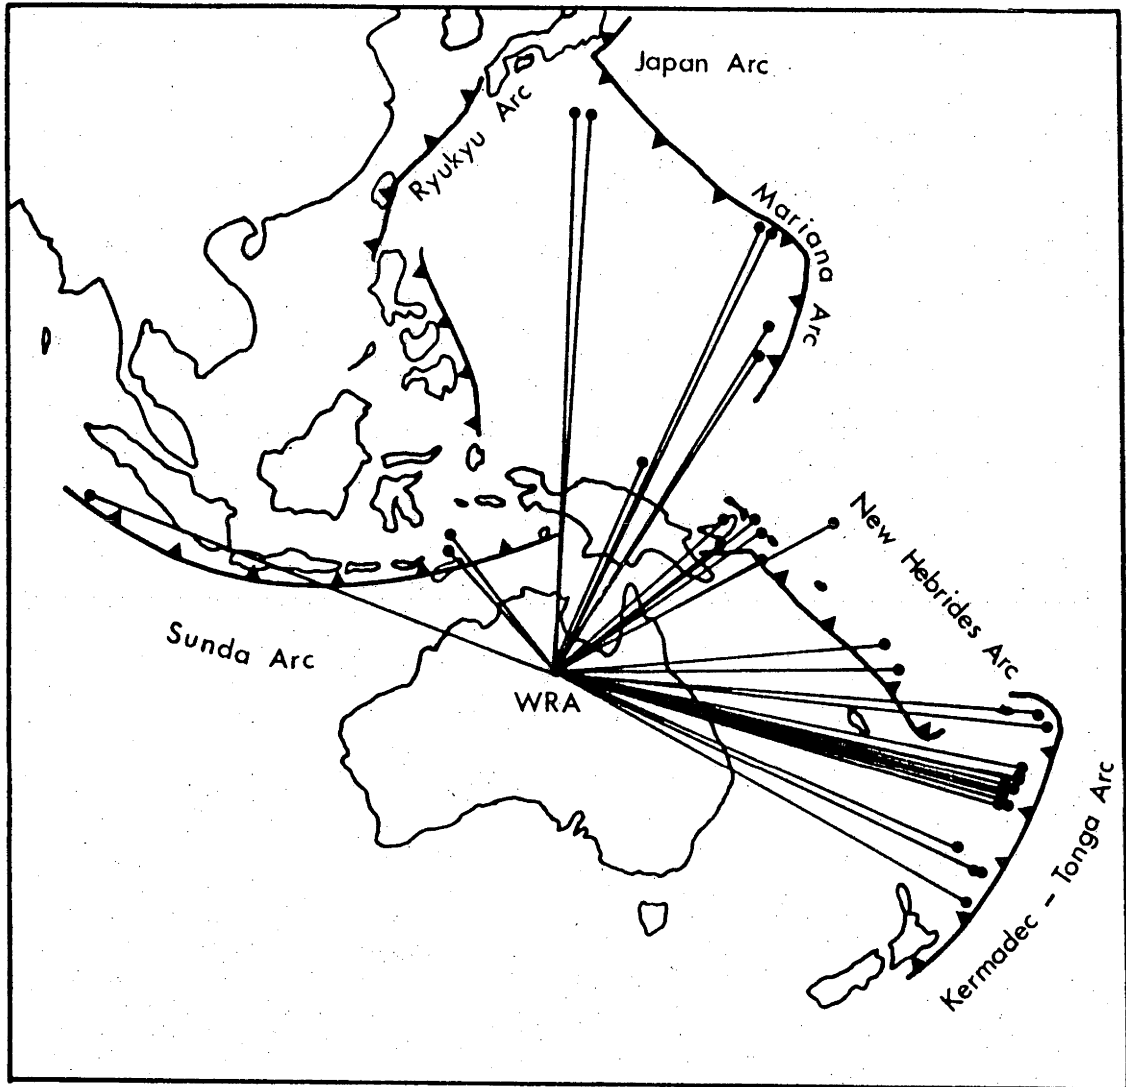 Japan Arc
Ryukyu Arc
Mariana Arc
New Hebrides Arc
Sunda Arc
WRA
Kermadec – Tonga Arc